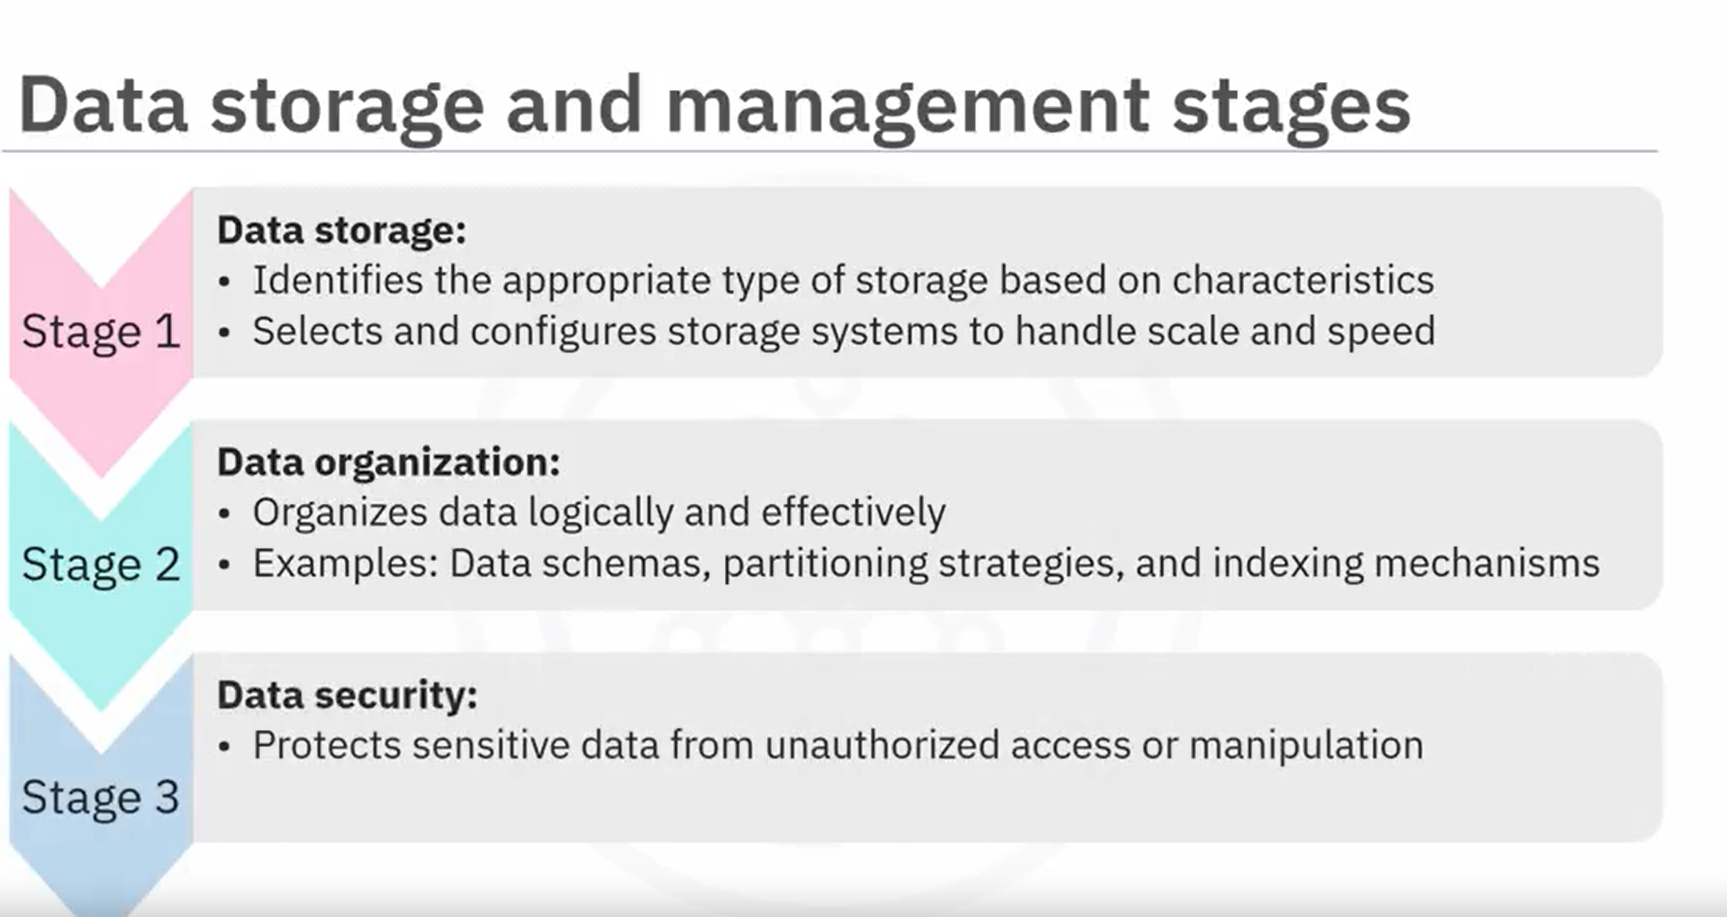 Data storage and management stages
Stage 1
Data storage:
• Identifies the appropriate type of storage based on characteristics
• Selects and configures storage systems to handle scale and speed
Stage 2
Data organization:
• Organizes data logically and effectively
• Examples: Data schemas, partitioning strategies, and indexing mechanisms
Stage 3
Data security:
• Protects sensitive data from unauthorized access or manipulation